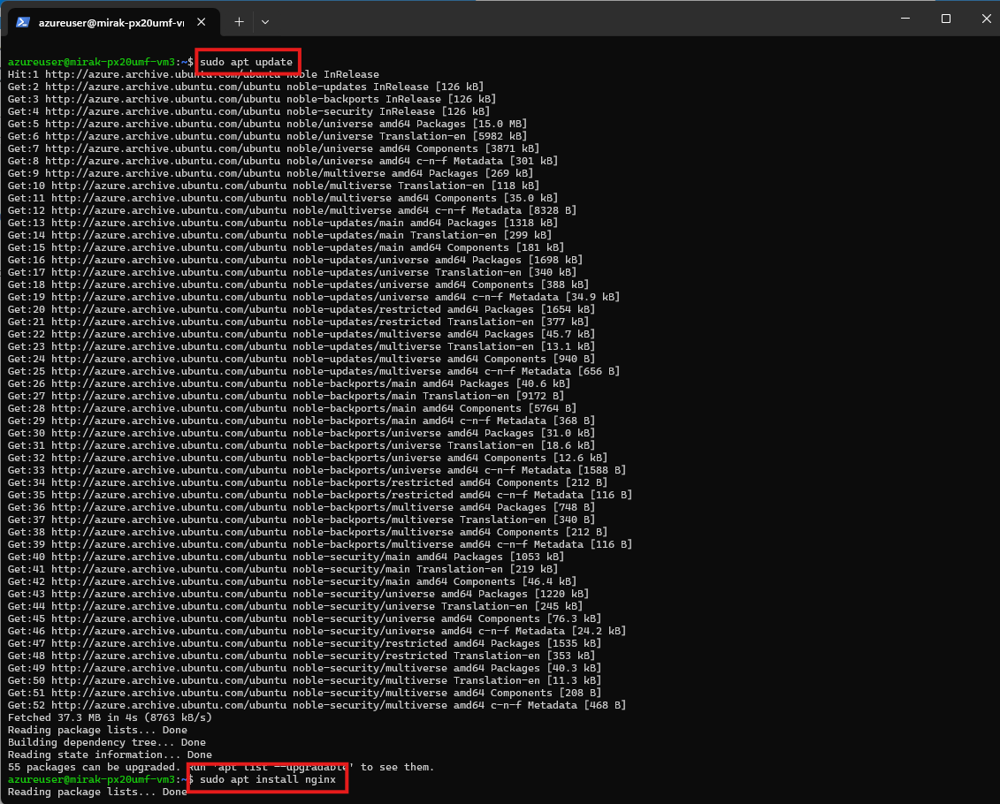 azureuser@mirak-px20umf-vr
azureuser@mirak-px20umf-vm3:~$ sudo apt update
Hit:1 http://azure.archive.ubuntu.com/ubuntu noble InRelease
Get:2 http://azure.archive.ubuntu.com/ubuntu noble-updates InRelease [126 kB]
Get:3 http://azure.archive.ubuntu.com/ubuntu noble-backports InRelease [126 kB]
Get:4 http://azure.archive.ubuntu.com/ubuntu noble-security InRelease [126 kB]
Get:5 http://azure.archive.ubuntu.com/ubuntu noble/universe amd64 Packages [15.0 MB]
Get:6 http://azure.archive.ubuntu.com/ubuntu noble/universe Translation-en [5982 kB]
Get:7 http://azure.archive.ubuntu.com/ubuntu noble/universe amd64 Components [3871 kB]
Get:8 http://azure.archive.ubuntu.com/ubuntu noble/universe amd64 c-n-f Metadata [301 kB]
Get:9 http://azure.archive.ubuntu.com/ubuntu noble/multiverse amd64 Packages [269 kB]
Get:10 http://azure.archive.ubuntu.com/ubuntu noble/multiverse Translation-en [118 kB]
Get:11 http://azure.archive.ubuntu.com/ubuntu noble/multiverse amd64 Components [35.0 kB]
Get:12 http://azure.archive.ubuntu.com/ubuntu noble/multiverse amd64 c-n-f Metadata [8328 B]
Get:13 http://azure.archive.ubuntu.com/ubuntu noble-updates/main amd64 Packages [1318 kB]
Get:14 http://azure.archive.ubuntu.com/ubuntu noble-updates/main Translation-en [299 kB]
Get:15 http://azure.archive.ubuntu.com/ubuntu noble-updates/main amd64 Components [181 kB]
Get:16 http://azure.archive.ubuntu.com/ubuntu noble-updates/universe amd64 Packages [1698 kB]
Get:17 http://azure.archive.ubuntu.com/ubuntu noble-updates/universe Translation-en [340 kB]
Get:18 http://azure.archive.ubuntu.com/ubuntu noble-updates/universe amd64 Components [388 kB]
Get:19 http://azure.archive.ubuntu.com/ubuntu noble-updates/universe amd64 c-n-f Metadata [34.9 kB]
Get:20 http://azure.archive.ubuntu.com/ubuntu noble-updates/restricted amd64 Packages [1654 kB]
Get:21 http://azure.archive.ubuntu.com/ubuntu noble-updates/restricted Translation-en [377 kB]
Get:22 http://azure.archive.ubuntu.com/ubuntu noble-updates/multiverse amd64 Packages [45.7 kB]
Get:23 http://azure.archive.ubuntu.com/ubuntu noble-updates/multiverse Translation-en [13.1 kB]
Get:24 http://azure.archive.ubuntu.com/ubuntu noble-updates/multiverse amd64 Components [940 B]
Get:25 http://azure.archive.ubuntu.com/ubuntu noble-updates/multiverse amd64 c-n-f Metadata [656 B]
Get:26 http://azure.archive.ubuntu.com/ubuntu noble-backports/main amd64 Packages [40.6 kB]
Get:27 http://azure.archive.ubuntu.com/ubuntu noble-backports/main Translation-en [9172 B]
Get:28 http://azure.archive.ubuntu.com/ubuntu noble-backports/main amd64 Components [5764 B]
Get:29 http://azure.archive.ubuntu.com/ubuntu noble-backports/main amd64 c-n-f Metadata [368 B]
Get:30 http://azure.archive.ubuntu.com/ubuntu noble-backports/universe amd64 Packages [31.0 kB]
Get:31 http://azure.archive.ubuntu.com/ubuntu noble-backports/universe Translation-en [18.6 kB]
Get:32 http://azure.archive.ubuntu.com/ubuntu noble-backports/universe amd64 Components [12.6 kB]
Get:33 http://azure.archive.ubuntu.com/ubuntu noble-backports/universe amd64 c-n-f Metadata [1588 B]
Get:34 http://azure.archive.ubuntu.com/ubuntu noble-backports/restricted amd64 Components [212 B]
Get:35 http://azure.archive.ubuntu.com/ubuntu noble-backports/restricted amd64 c-n-f Metadata [116 B]
Get:36 http://azure.archive.ubuntu.com/ubuntu noble-backports/multiverse amd64 Packages [748 B]
Get:37 http://azure.archive.ubuntu.com/ubuntu noble-backports/multiverse Translation-en [340 B]
Get:38 http://azure.archive.ubuntu.com/ubuntu noble-backports/multiverse amd64 Components [212 B]
Get:39 http://azure.archive.ubuntu.com/ubuntu noble-backports/multiverse amd64 c-n-f Metadata [116 B]
Get:40 http://azure.archive.ubuntu.com/ubuntu noble-security/main amd64 Packages [1053 kB]
Get:41 http://azure.archive.ubuntu.com/ubuntu noble-security/main Translation-en [219 kB]
Get:42 http://azure.archive.ubuntu.com/ubuntu noble-security/main amd64 Components [46.4 kB]
Get:43 http://azure.archive.ubuntu.com/ubuntu noble-security/universe amd64 Packages [1220 kB]
Get:44 http://azure.archive.ubuntu.com/ubuntu noble-security/universe Translation-en [245 kB]
Get:45 http://azure.archive.ubuntu.com/ubuntu noble-security/universe amd64 Components [76.3 kB]
Get:46 http://azure.archive.ubuntu.com/ubuntu noble-security/universe amd64 c-n-f Metadata [24.2 kB]
Get:47 http://azure.archive.ubuntu.com/ubuntu noble-security/restricted amd64 Packages [1535 kB]
Get:48 http://azure.archive.ubuntu.com/ubuntu noble-security/restricted Translation-en [353 kB]
Get:49 http://azure.archive.ubuntu.com/ubuntu noble-security/multiverse amd64 Packages [40.3 kB]
Get:50 http://azure.archive.ubuntu.com/ubuntu noble-security/multiverse Translation-en [11.3 kB]
Get:51 http://azure.archive.ubuntu.com/ubuntu noble-security/multiverse amd64 Components [208 B]
Get:52 http://azure.archive.ubuntu.com/ubuntu noble-security/multiverse amd64 c-n-f Metadata [468 B]
Fetched 37.3 MB in 4s (8763 kB/s)
Reading package lists... Done
Building dependency tree... Done
Reading state information... Done
55 packages can be upgraded. Run 'apt list --upgradable' to see them.
azureuser@mirak-px20umf-vm3:~$ sudo apt install nginx
Reading package lists... Done